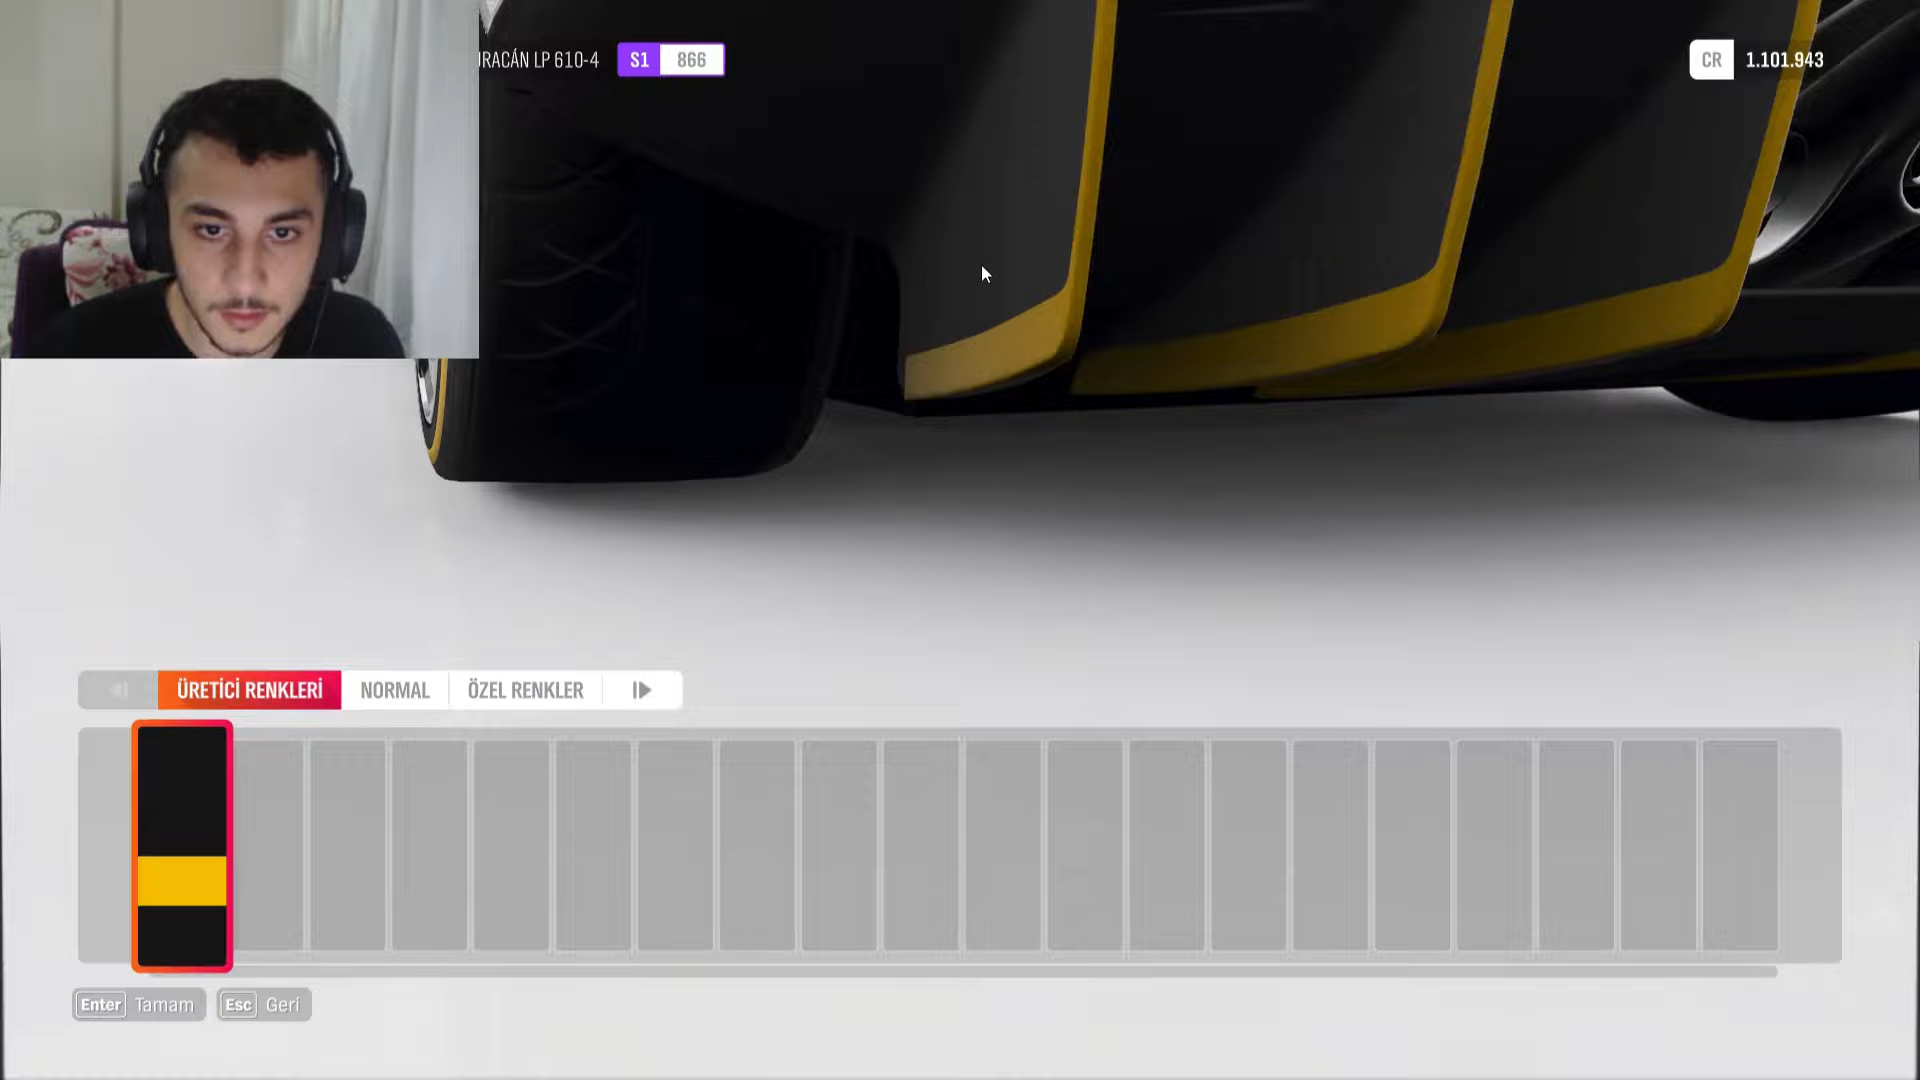 LP 610-4 S1 866
CR 1.101.943
ÜRETİCİ RENKLERİ NORMAL ÖZEL RENKLER
Enter Tamam Esc Geri